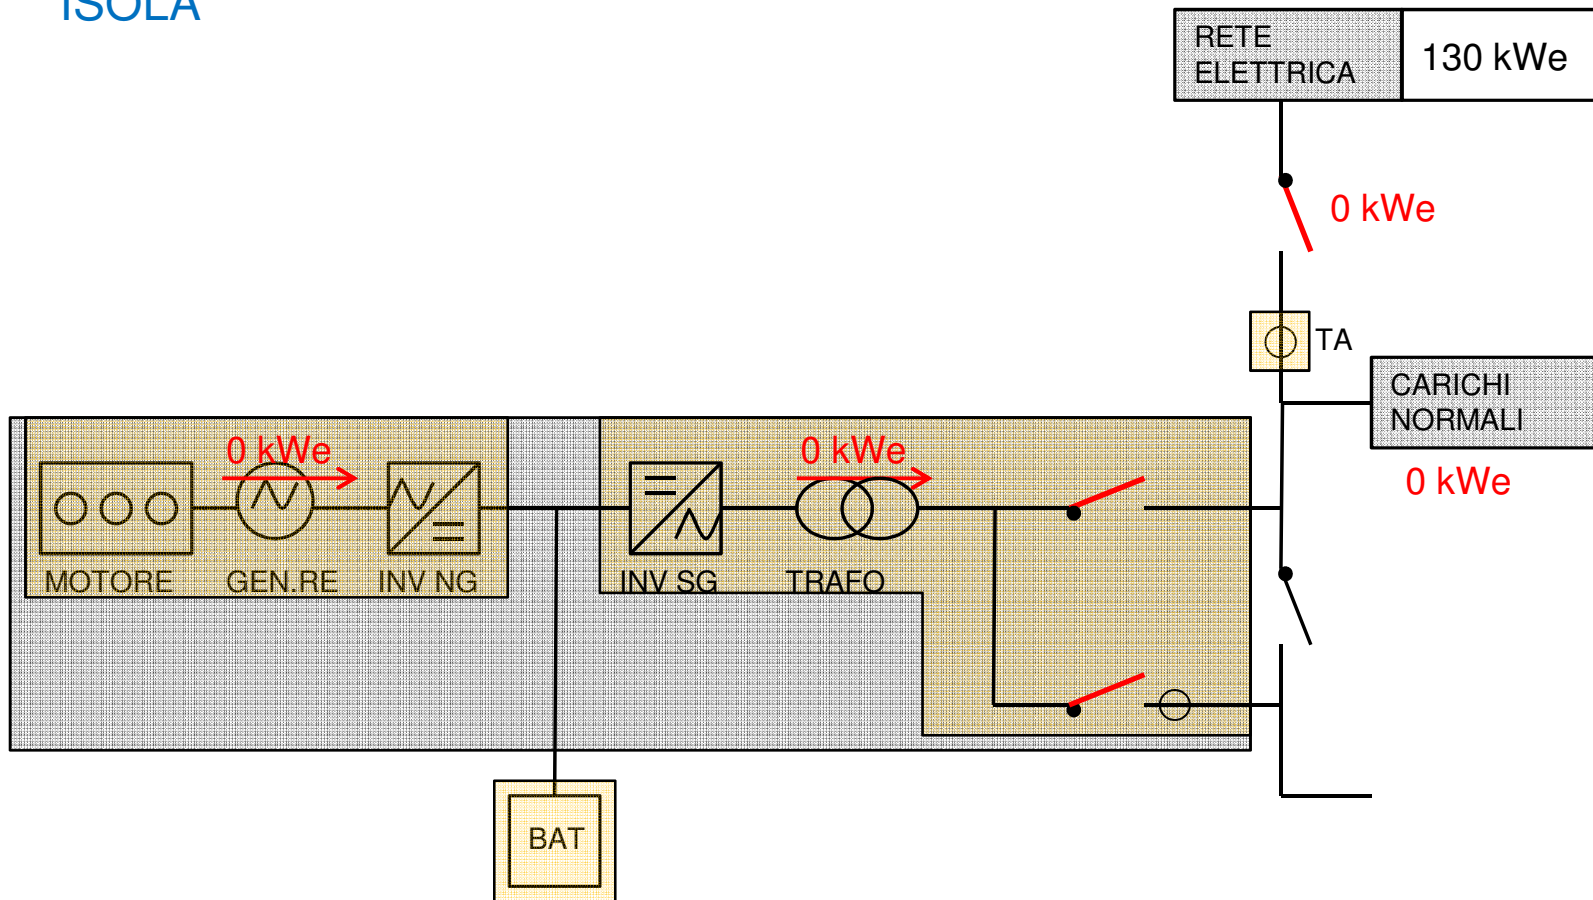 ISOLA
RETE
ELETTRICA
130 kWe
0 kWe
TA
CARICHI
NORMALI
0 kWe
0 kWe
0 kWe
MOTORE
GEN.RE
INV NG
INV SG
TRAFO
BAT